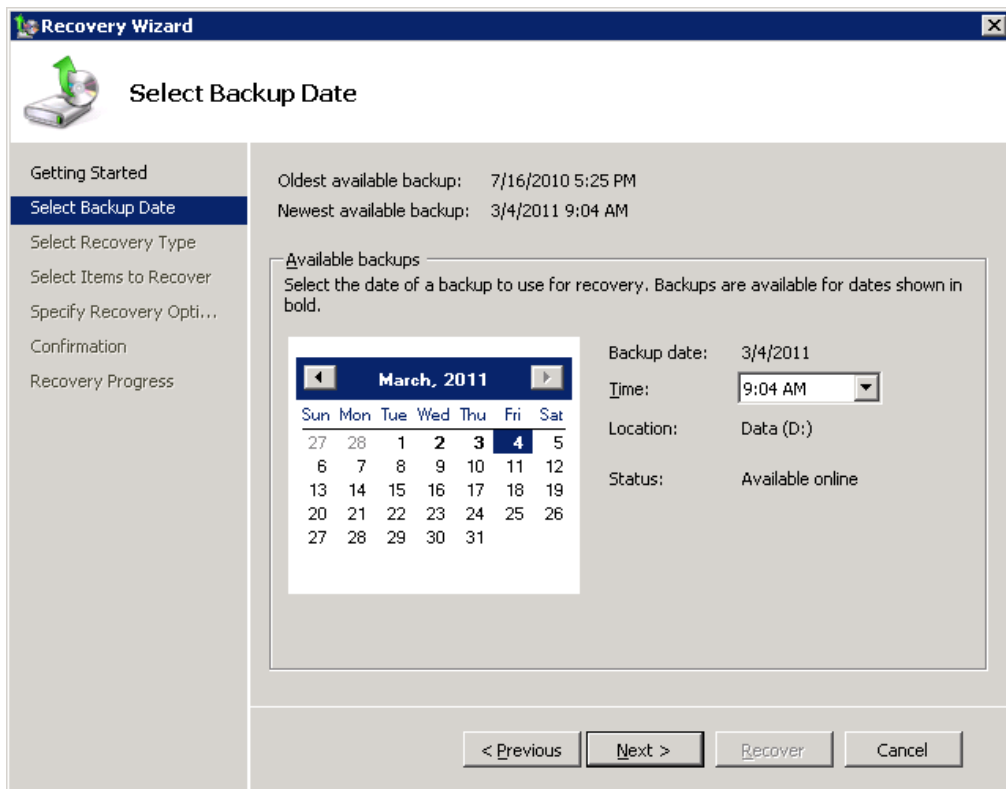 Recovery Wizard
Select Backup Date
Getting Started
Select Backup Date
Select Recovery Type
Select Items to Recover
Specify Recovery Opti...
Confirmation
Recovery Progress
Oldest available backup: 7/16/2010 5:25 PM
Newest available backup: 3/4/2011 9:04 AM
Available backups
Select the date of a backup to use for recovery. Backups are available for dates shown in
bold.
March, 2011
Sun Mon Tue Wed Thu Fri Sat
27 28 1 2 3 4 5
6 7 8 9 10 11 12
13 14 15 16 17 18 19
20 21 22 23 24 25 26
27 28 29 30 31
Backup date: 3/4/2011
Time: 9:04 AM
Location: Data (D:)
Status: Available online
< Previous
Next >
Recover
Cancel